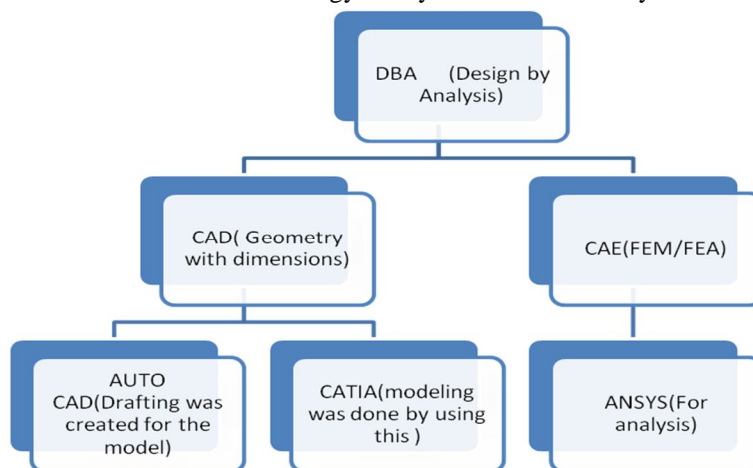 DBA (Design by
Analysis)
CAD( Geometry
with dimensions)
CAE(FEM/FEA)
AUTO
CAD(Drafting was
created for the
model)
CATIA(modeling
was done by using
this )
ANSYS(For
analysis)